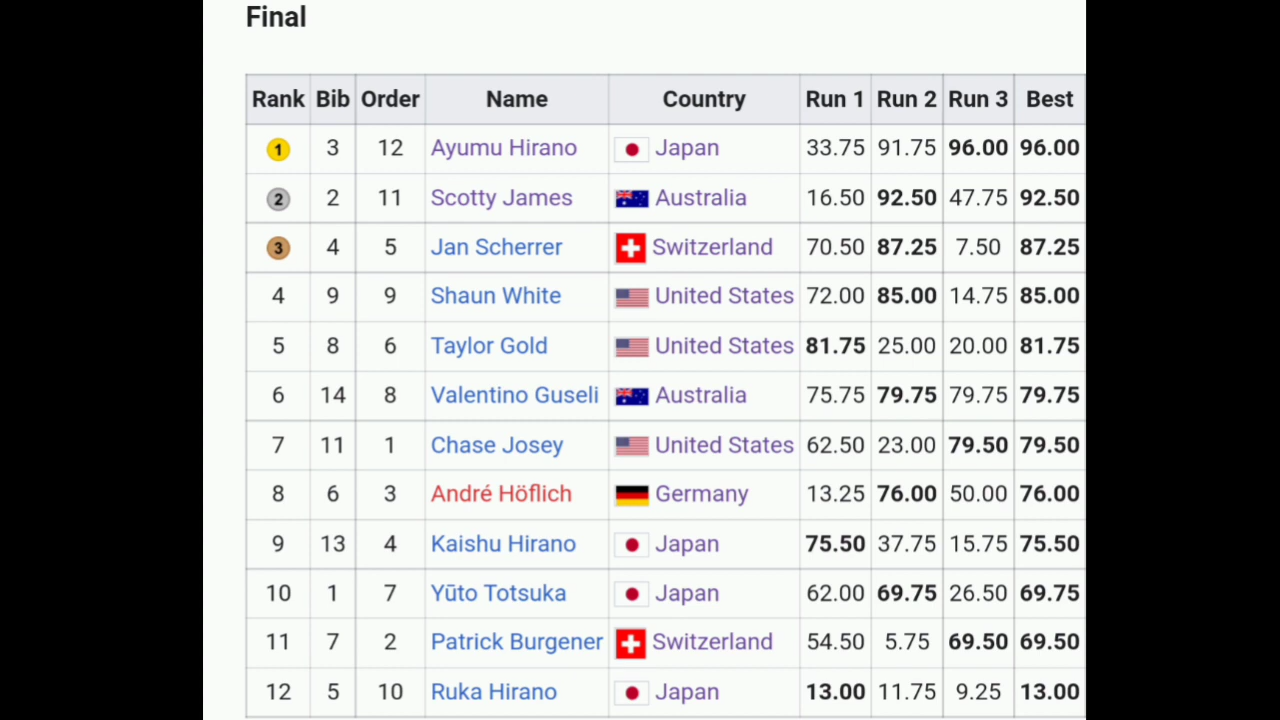 Final
Rank Bib Order Name Country Run 1 Run 2 Run 3 Best
1 3 12 Ayumu Hirano Japan 33.75 91.75 96.00 96.00
2 2 11 Scotty James Australia 16.50 92.50 47.75 92.50
3 4 5 Jan Scherrer Switzerland 70.50 87.25 7.50 87.25
4 9 9 Shaun White United States 72.00 85.00 14.75 85.00
5 8 6 Taylor Gold United States 81.75 25.00 20.00 81.75
6 14 8 Valentino Guseli Australia 75.75 79.75 79.75 79.75
7 11 1 Chase Josey United States 62.50 23.00 79.50 79.50
8 6 3 André Höflich Germany 13.25 76.00 50.00 76.00
9 13 4 Kaishu Hirano Japan 75.50 37.75 15.75 75.50
10 1 7 Yūto Totsuka Japan 62.00 69.75 26.50 69.75
11 7 2 Patrick Burgener Switzerland 54.50 5.75 69.50 69.50
12 5 10 Ruka Hirano Japan 13.00 11.75 9.25 13.00